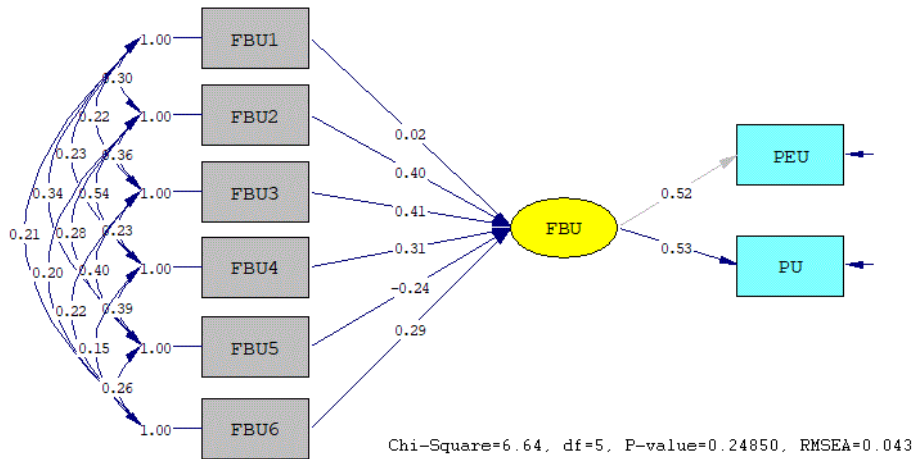 1.00 FBU1
0.30
1.00 FBU2
0.22
0.02
0.23 0.36
PEU
0.40
1.00 FBU3
0.34 0.54
0.52
0.41
0.21 0.28 0.23
FBU
0.31
0.53
1.00 FBU4
PU
0.20 0.40
-0.24
0.22 0.39
0.29
1.00 FBU5
0.15
0.26
1.00 FBU6
Chi-Square=6.64, df=5, P-value=0.24850, RMSEA=0.043